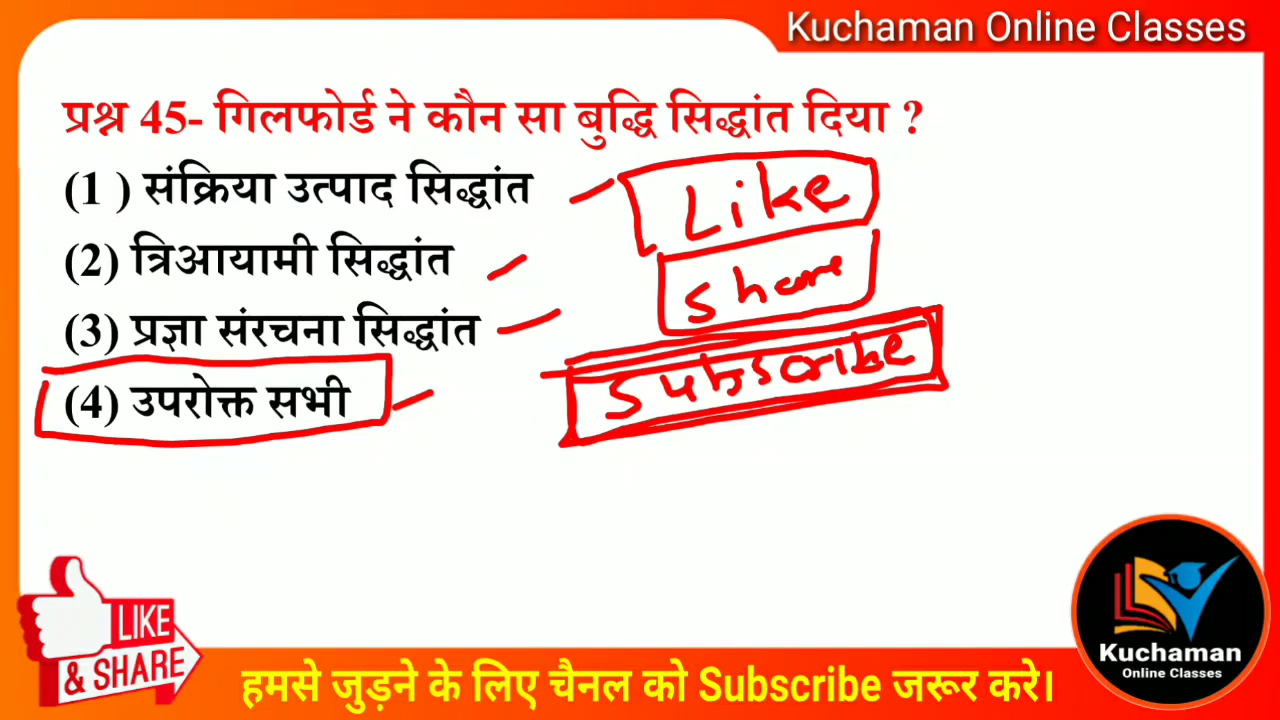 Kuchaman Online Classes
प्रश्न 45- गिलफोर्ड ने कौन सा बुद्धि सिद्धांत दिया ?
(1 ) संक्रिया उत्पाद सिद्धांत
Like
(2) त्रिआयामी सिद्धांत
Share
(3) प्रज्ञा संरचना सिद्धांत
Subscribe
(4) उपरोक्त सभी
LIKE
& SHARE
Kuchaman
Online Classes
हमसे जुड़ने के लिए चैनल को Subscribe जरूर करे।